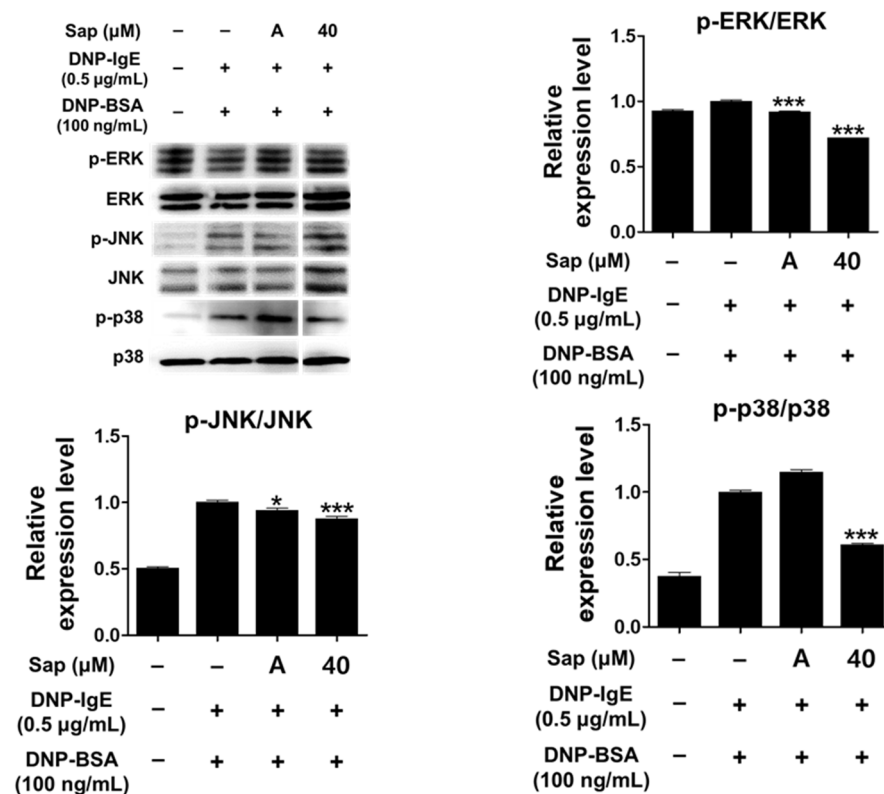 Sap (μM) – – A 40
DNP-IgE
(0.5 μg/mL) – + + +
DNP-BSA
(100 ng/mL) – + + +
p-ERK
ERK
p-JNK
JNK
p-p38
p38
p-ERK/ERK
Relative
expression level
1.5
1.0
0.5
0.0
*** ***
Sap (μM) – – A 40
DNP-IgE
(0.5 μg/mL) – + + +
DNP-BSA
(100 ng/mL) – + + +
p-JNK/JNK
Relative
expression level
1.5
1.0
0.5
0.0
* ***
Sap (μM) – – A 40
DNP-IgE
(0.5 μg/mL) – + + +
DNP-BSA
(100 ng/mL) – + + +
p-p38/p38
Relative
expression level
1.5
1.0
0.5
0.0
***
Sap (μM) – – A 40
DNP-IgE
(0.5 μg/mL) – + + +
DNP-BSA
(100 ng/mL) – + + +